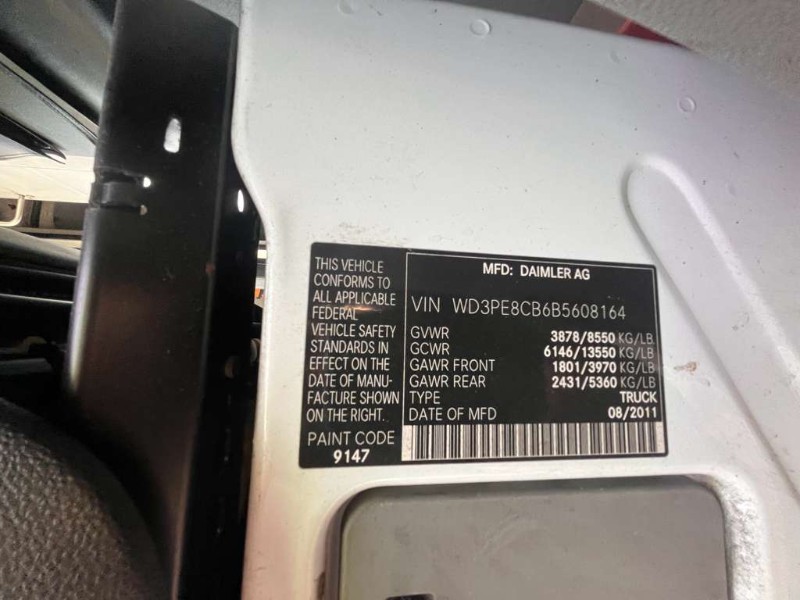 THIS VEHICLE
CONFORMS TO
ALL APPLICABLE
FEDERAL
VEHICLE SAFETY
STANDARDS IN
EFFECT ON THE
DATE OF MANU-
FACTURE SHOWN
ON THE RIGHT.
PAINT CODE
9147
MFD: DAIMLER AG
VIN WD3PE8CB6B5608164
GVWR 3878/8550 KG/LB
GCWR 6146/13550 KG/LB
GAWR FRONT 1801/3970 KG/LB
GAWR REAR 2431/5360 KG/LB
TYPE TRUCK
DATE OF MFD 08/2011